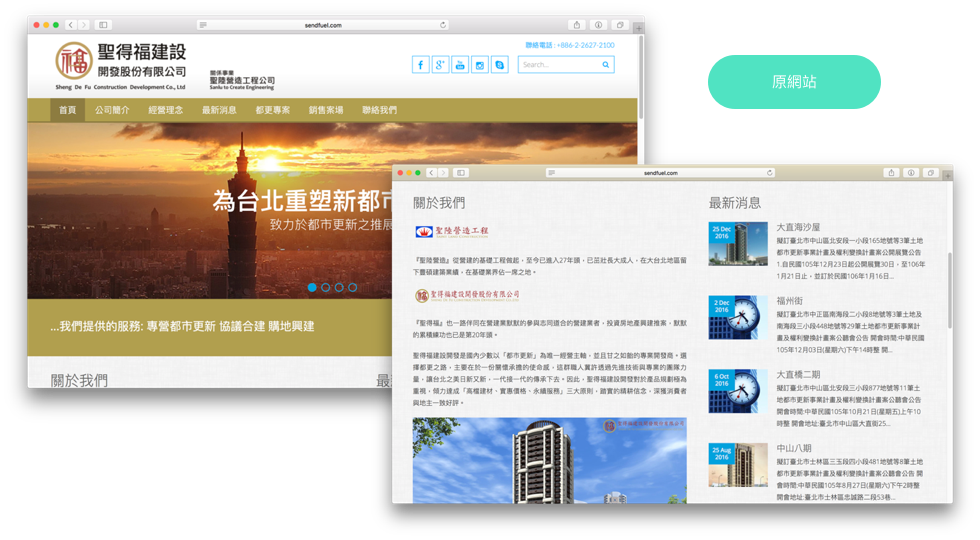 sendfuel.com
聯絡電話 : +886-2-2627-2100
聖得福建設
開發股份有限公司
Sheng De Fu Construction Development Co., Ltd
關係事業
聖陸營造工程公司
Sanlu to Create Engineering
Search...
首頁 公司簡介 經營理念 最新消息 都更專案 銷售案場 聯絡我們
為台北重塑新都市
致力於都市更新之推展
...我們提供的服務: 專營都市更新 協議合建 購地興建
關於我們
最
原網站
sendfuel.com
關於我們
聖陸營造工程
『聖陸營造』從營建的基礎工程做起，至今已進入27年頭，已茁壯長大成人，在大台北地區留
下豐碩建築業績，在基礎業界佔一席之地。
聖得福建設開發股份有限公司
『聖得福』也一路伴同在營建業默默的參與志同道合的營建業者，投資房地產興建推案，默默
的累積練功也已是第20年頭。
聖得福建設開發是國內少數以「都市更新」為唯一經營主軸，並且甘之如飴的專業開發商。選
擇都更之路，主要在於一份關懷承擔的使命感，這群職人冀許透過先進技術與專業的團隊力
量，讓台北之美日新又新，一代接一代的傳承下去。因此，聖得福建設開發對於產品規劃極為
重視，傾力達成「高檔建材、實惠價格、永續服務」三大原則，踏實的精耕信念，深獲消費者
與地主一致好評。
聖得福建設開發股份有限公司
最新消息
25 Dec
2016
大直海沙屋
擬訂臺北市中山區北安段一小段165地號等3筆土地
都市更新事業計畫及權利變換計畫案公開展覽公告
1.自民國105年12月23日起公開展覽30日，至106年
1月21日止，並訂於民國106年1月16日...
2 Dec
2016
福州街
擬訂臺北市中正區南海段二小段8地號等3筆土地及
南海段三小段448地號等29筆土地都市更新事業計
畫及權利變換計畫案公聽會公告 開會時間:中華民國
105年12月03日(星期六)下午14時整 開...
6 Oct
2016
大直橋二期
擬訂臺北市中山區北安段三小段877地號等11筆土
地都市更新事業計畫及權利變換計畫案公聽會公告
開會時間:中華民國105年10月21日(星期五)上午10
時整 開會地址:臺北市中山區大直街25...
25 Aug
2016
中山八期
擬訂臺北市士林區三玉段四小段481地號等8筆土地
都市更新事業計畫及權利變換計畫案公聽會公告 開
會時間:中華民國105年8月27日(星期六)下午2時整
開會地址:臺北市士林區忠誠路二段53巷...